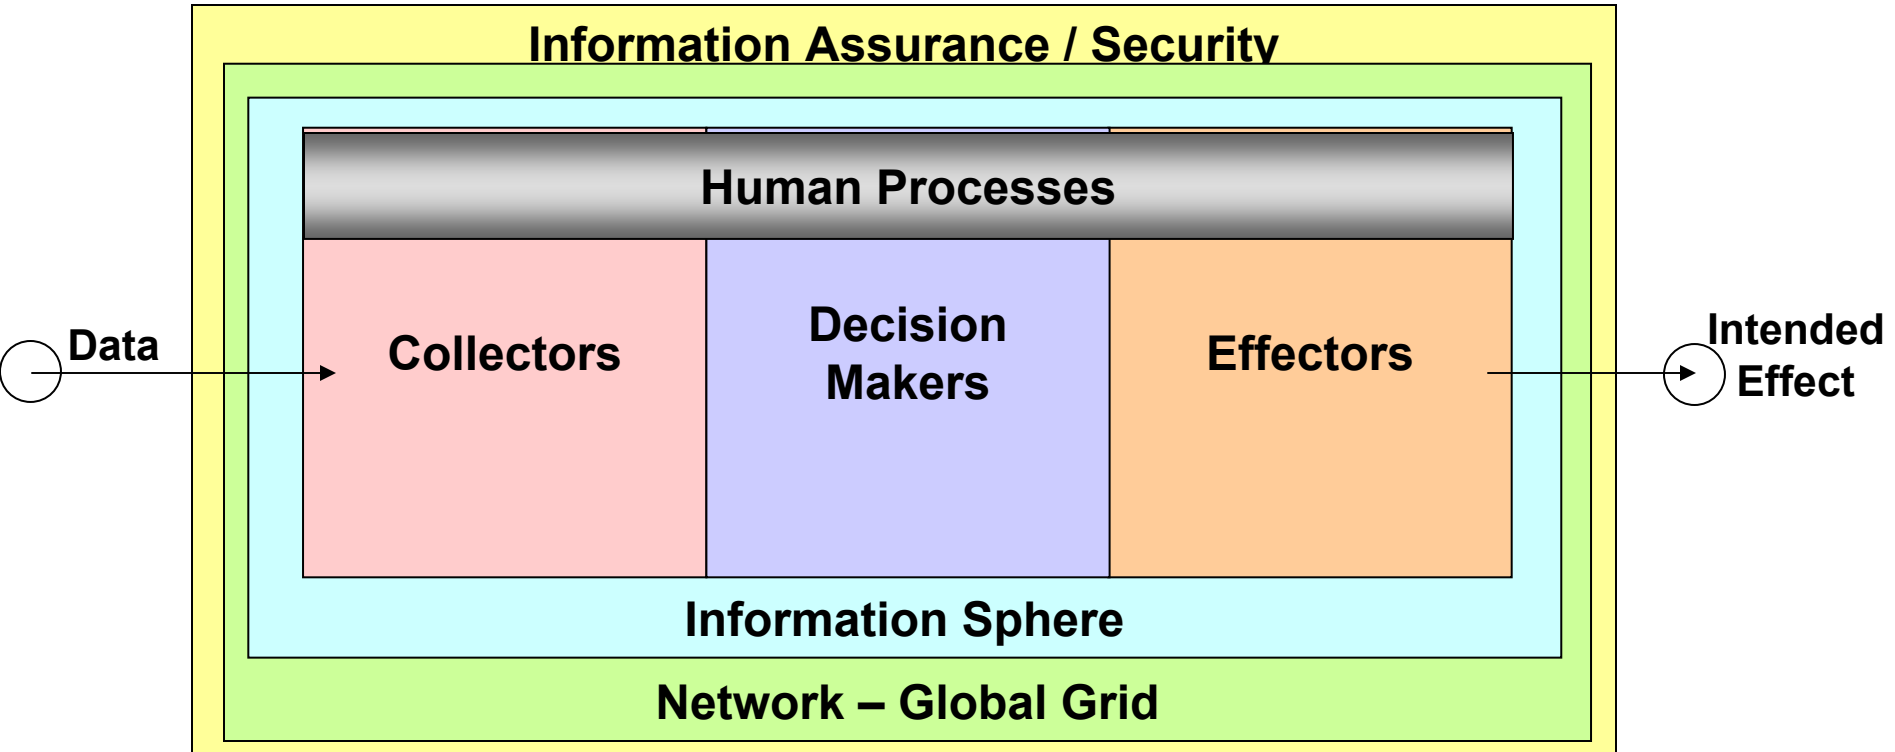 Information Assurance / Security
Human Processes
Data
Collectors
Decision
Makers
Effectors
Intended
Effect
Information Sphere
Network – Global Grid